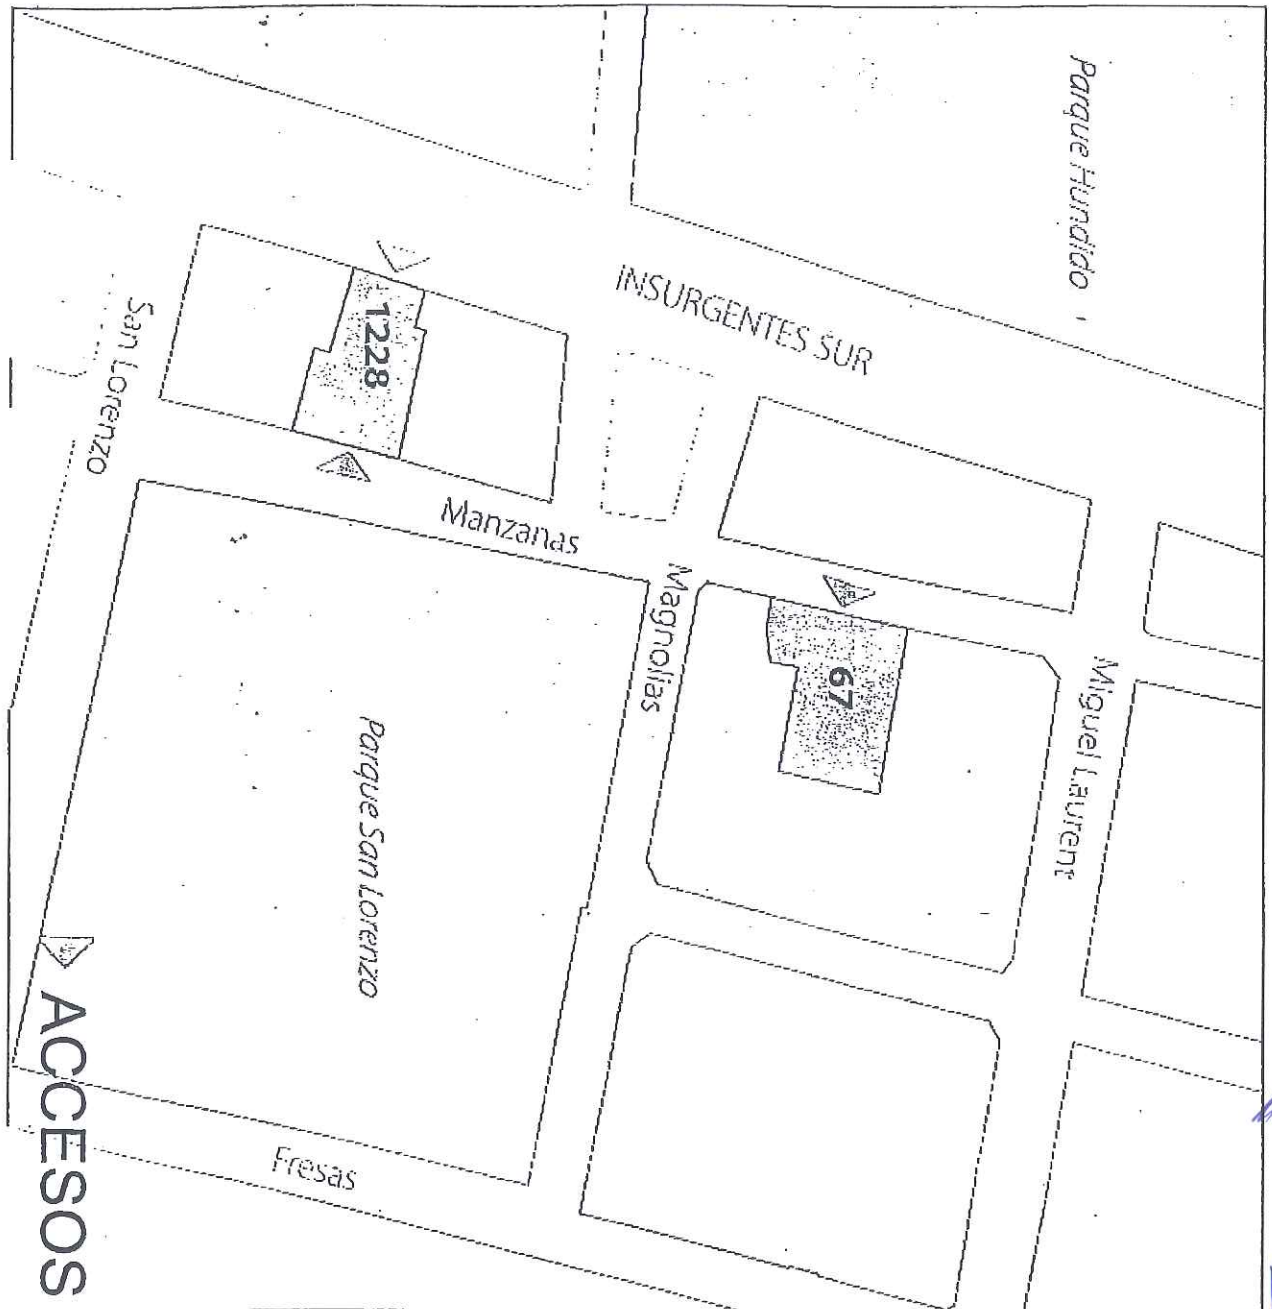 Parque Hundido
INSURGENTES SUR
1228
San Lorenzo
Manzanas
Magnolias
67
Miguel Laurent
Parque San Lorenzo
Fresas
ACCESOS